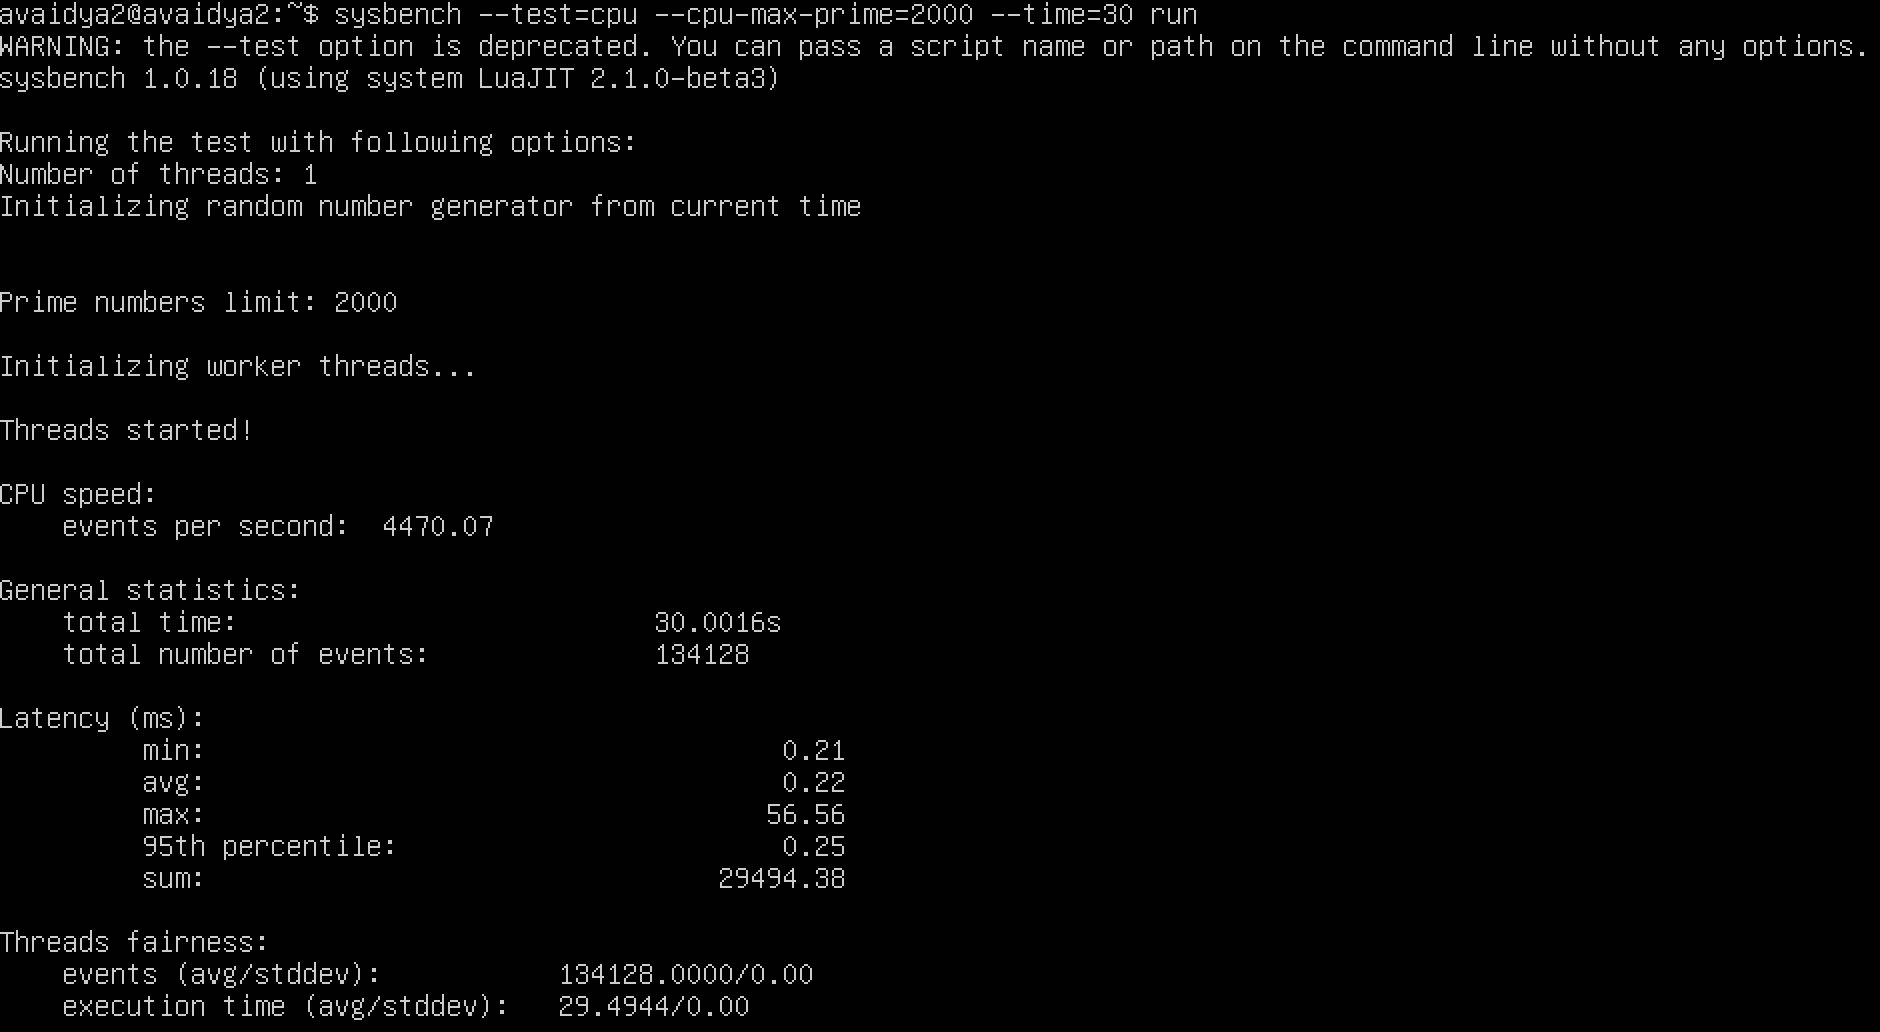 avaidya2@avaidya2:~$ sysbench --test=cpu --cpu-max-prime=2000 --time=30 run
WARNING: the --test option is deprecated. You can pass a script name or path on the command line without any options.
sysbench 1.0.18 (using system LuaJIT 2.1.0-beta3)
Running the test with following options:
Number of threads: 1
Initializing random number generator from current time
Prime numbers limit: 2000
Initializing worker threads...
Threads started!
CPU speed:
events per second: 4470.07
General statistics:
total time: 30.0016s
total number of events: 134128
Latency (ms):
min: 0.21
avg: 0.22
max: 56.56
95th percentile: 0.25
sum: 29494.38
Threads fairness:
events (avg/stddev): 134128.0000/0.00
execution time (avg/stddev): 29.4944/0.00